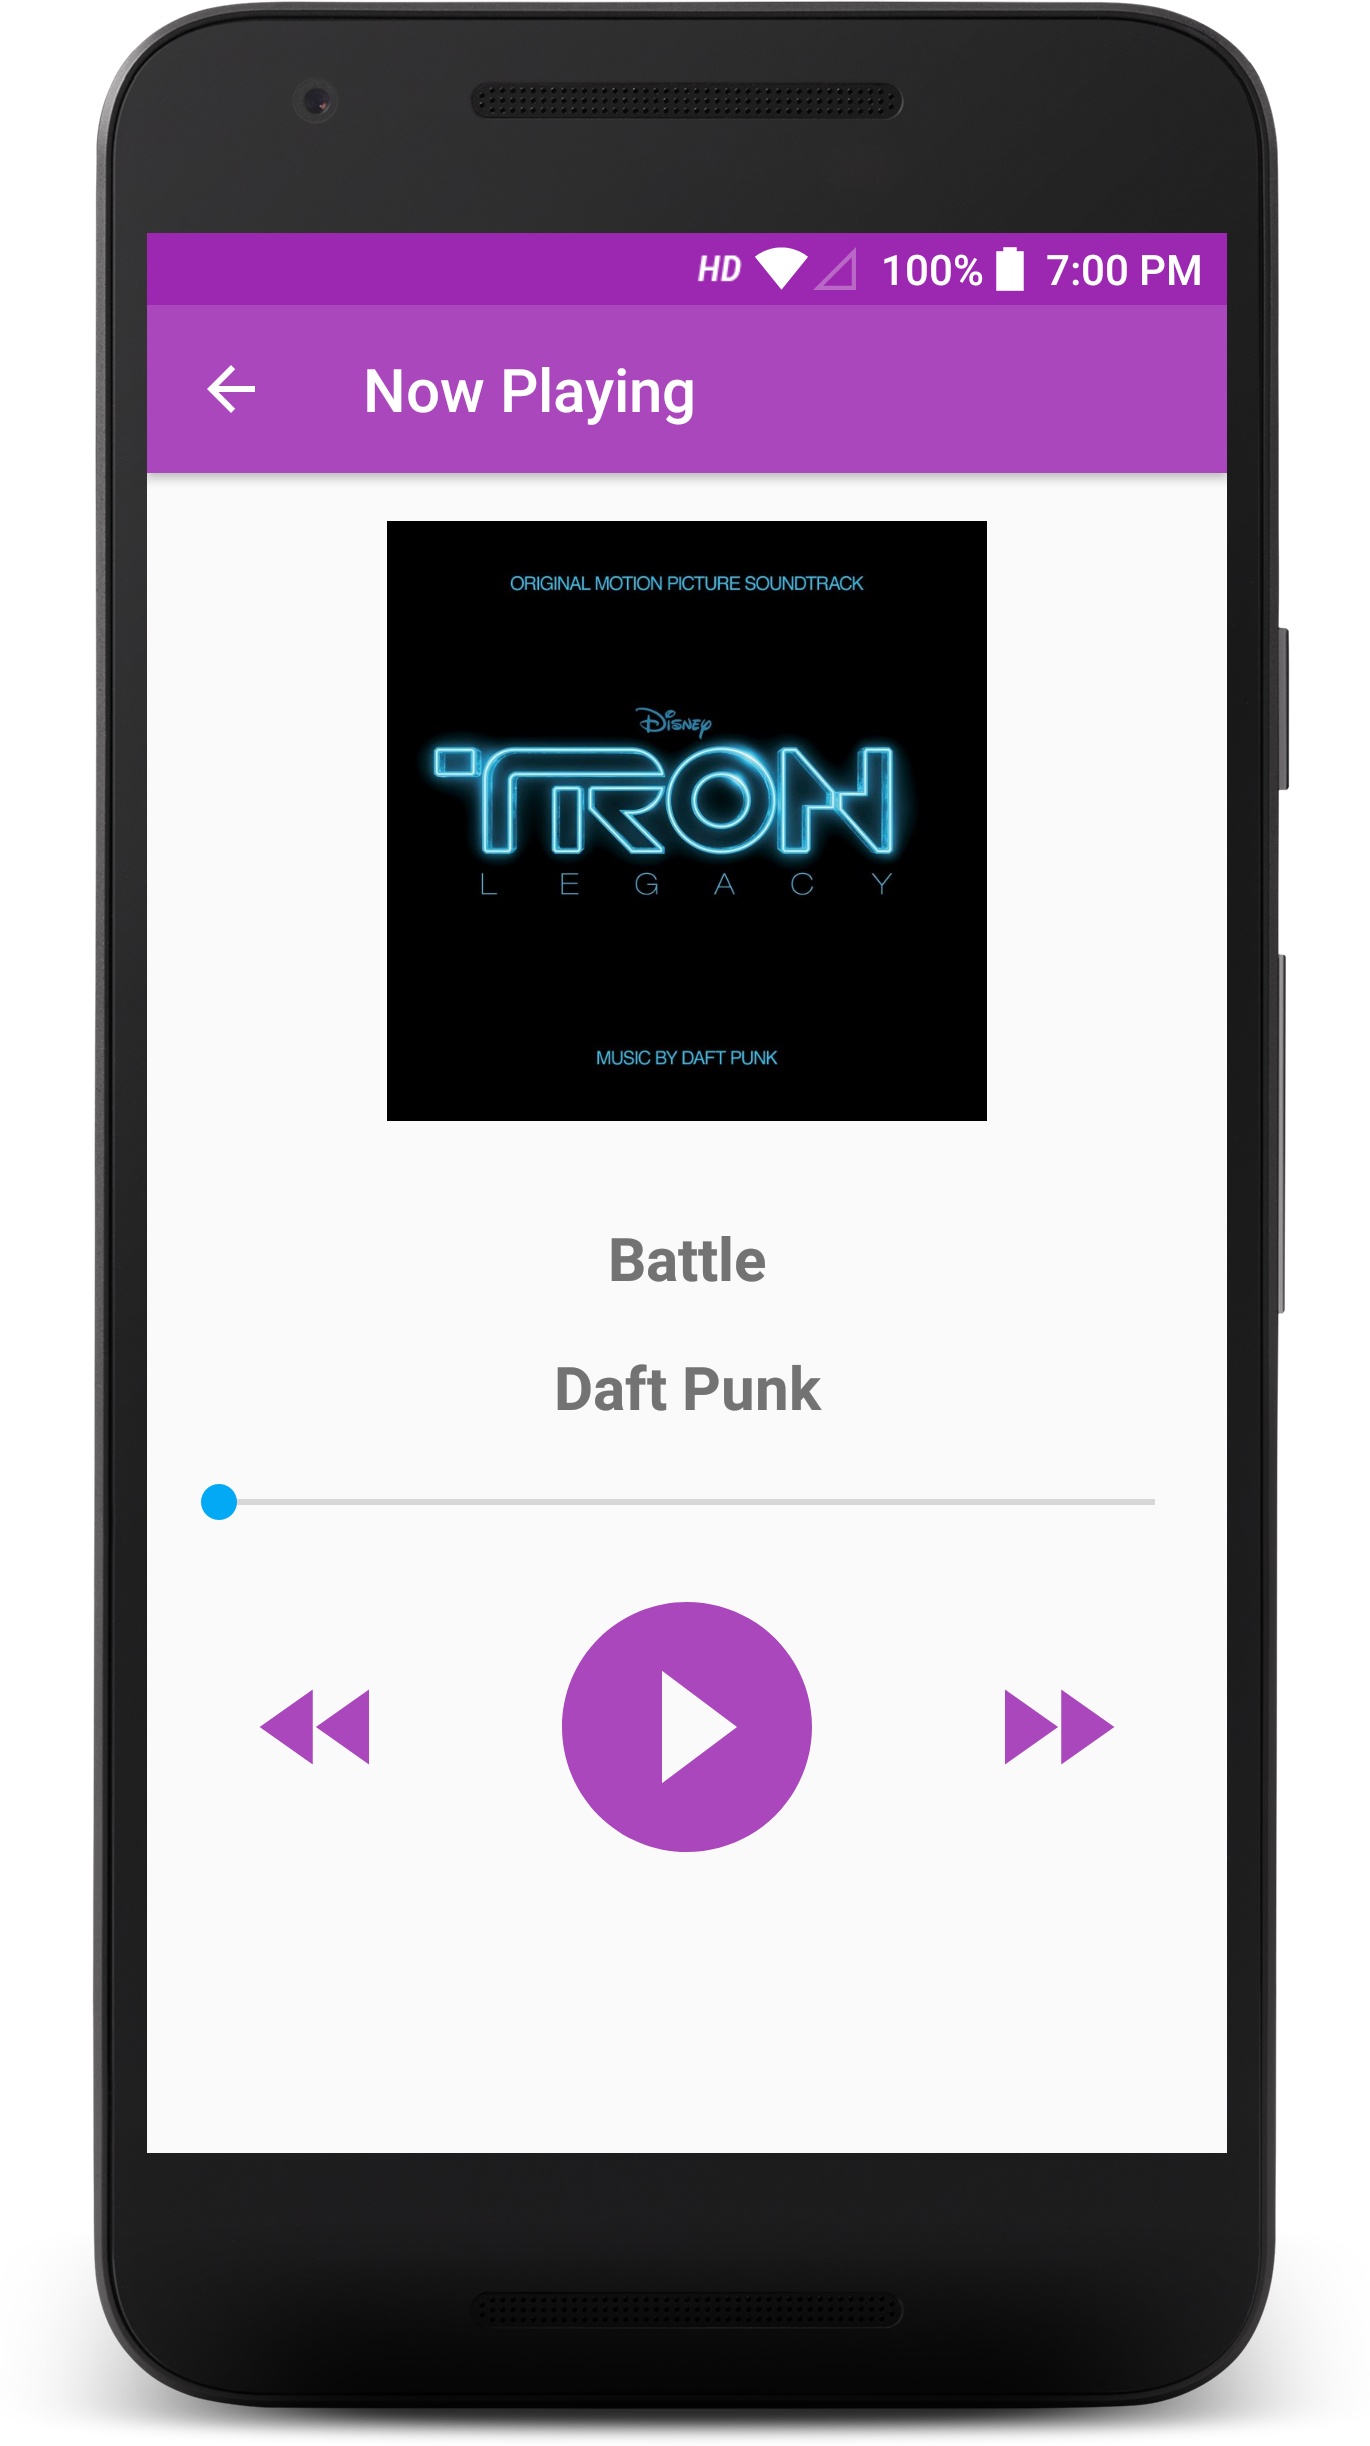 HD 100% 7:00 PM
Now Playing
ORIGINAL MOTION PICTURE SOUNDTRACK
Disney
TRON
LEGACY
MUSIC BY DAFT PUNK
Battle
Daft Punk